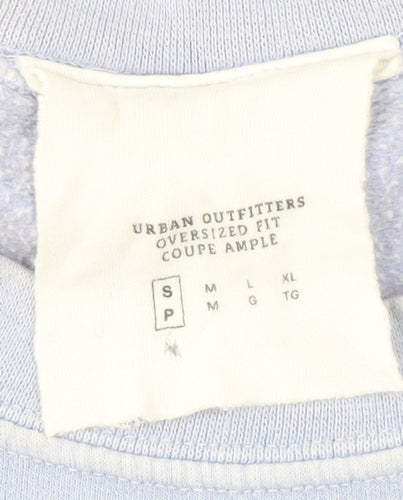 URBAN OUTFITTERS
OVERSIZED FIT
COUPE AMPLE
S M L XL
P M G TG